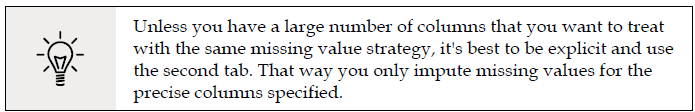 Unless you have a large number of columns that you want to treat
with the same missing value strategy, it's best to be explicit and use
the second tab. That way you only impute missing values for the
precise columns specified.